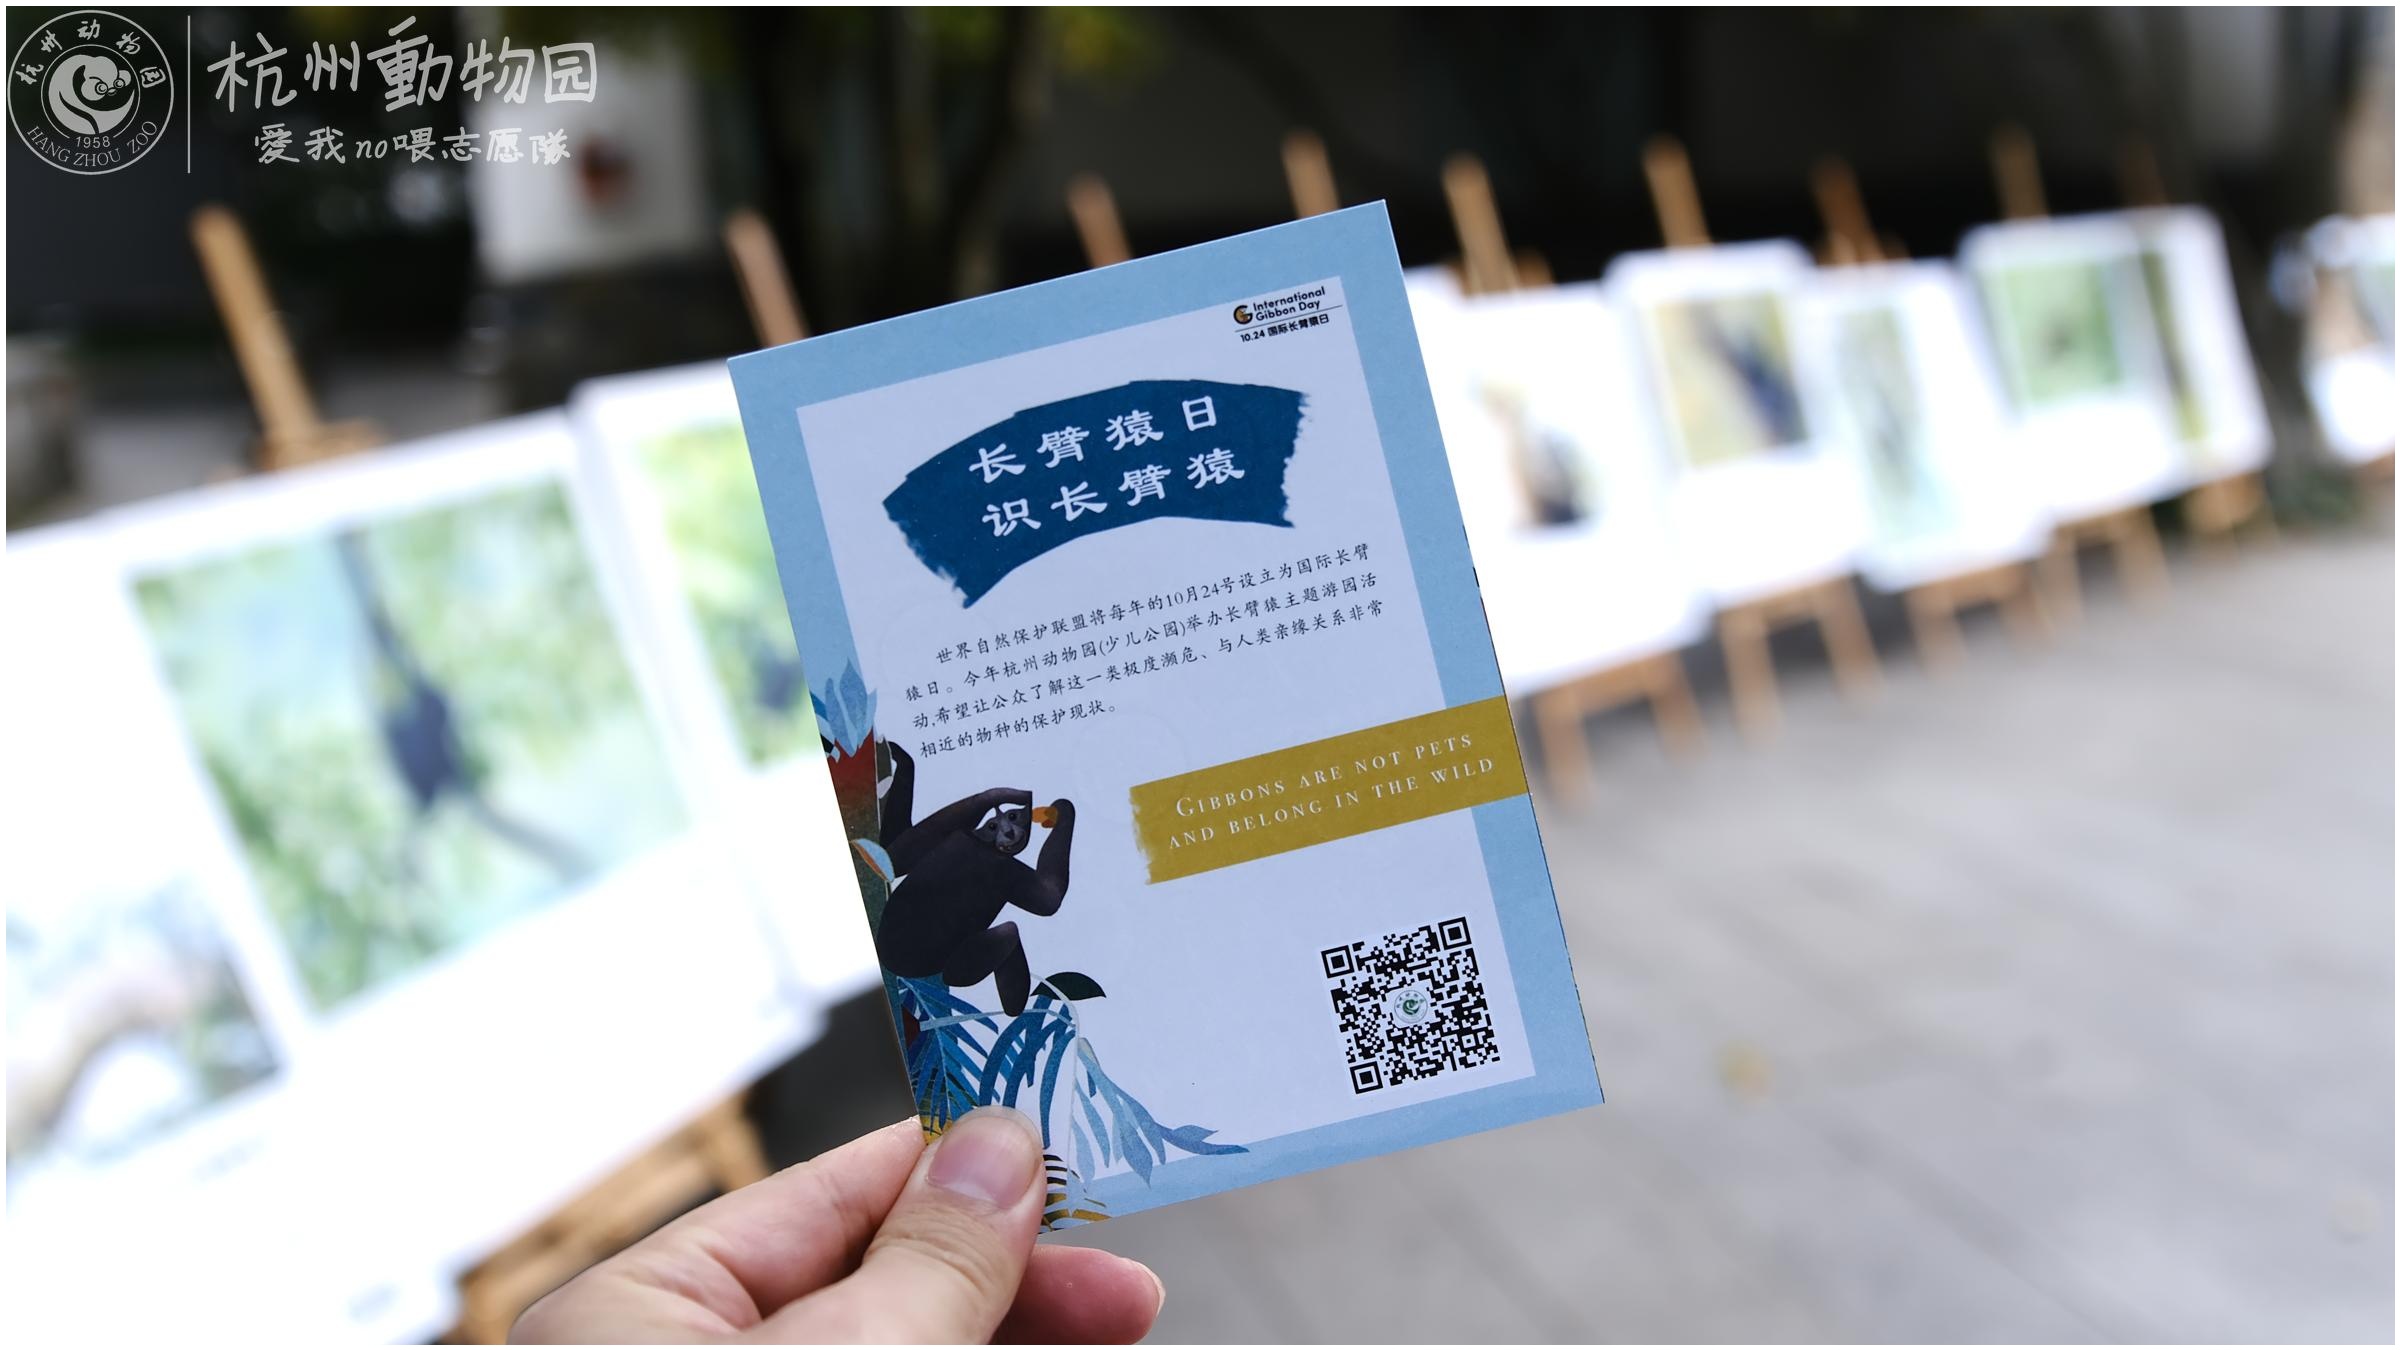 杭州动物园
1958
HANG ZHOU ZOO
杭州動物园
愛我no喂志愿隊
International
Gibbon Day
10.24 国际长臂猿日
长臂猿日
识长臂猿
世界自然保护联盟将每年的10月24号设立为国际长臂
猿日。今年杭州动物园(少儿公园)举办长臂猿主题游园活
动,希望让公众了解这一类极度濒危、与人类亲缘关系非常
相近的物种的保护现状。
GIBBONS ARE NOT PETS
AND BELONG IN THE WILD